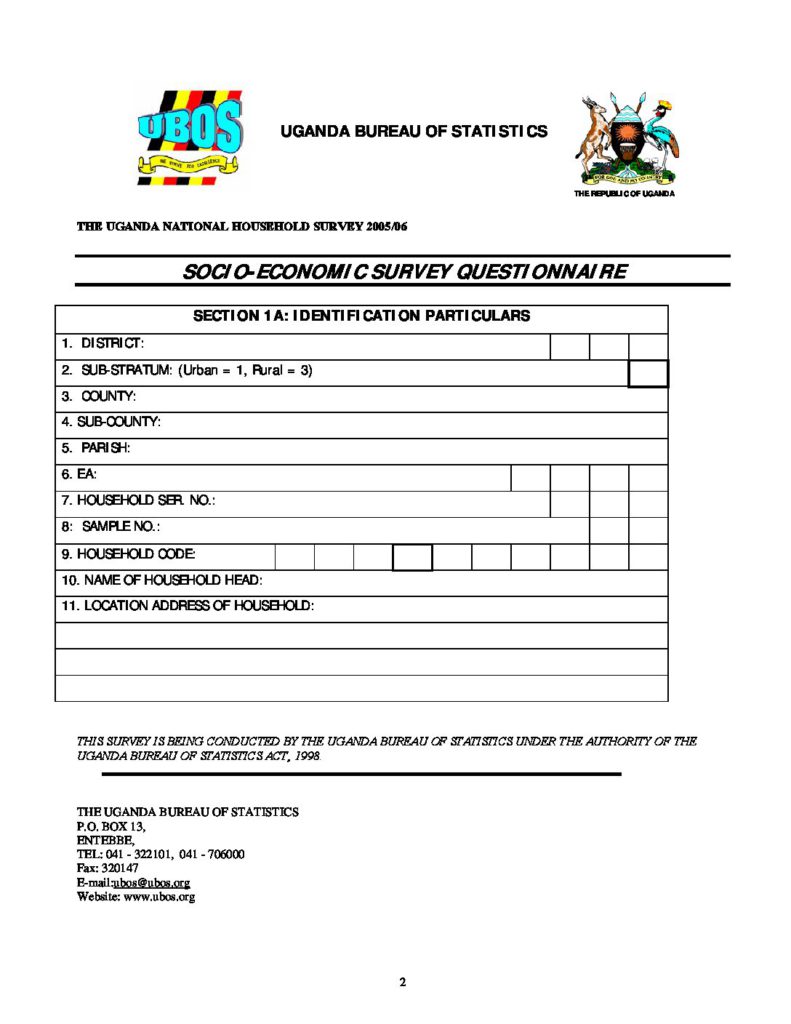 UBOS
WE STRIVE FOR EXCELLENCE
UGANDA BUREAU OF STATISTICS
FOR GOD AND MY COUNTRY
THE REPUBLIC OF UGANDA
THE UGANDA NATIONAL HOUSEHOLD SURVEY 2005/06
SOCIO-ECONOMIC SURVEY QUESTIONNAIRE
SECTION 1A: IDENTIFICATION PARTICULARS
1. DISTRICT:
2. SUB-STRATUM: (Urban = 1, Rural = 3)
3. COUNTY:
4. SUB-COUNTY:
5. PARISH:
6. EA:
7. HOUSEHOLD SER. NO.:
8: SAMPLE NO.:
9. HOUSEHOLD CODE:
10. NAME OF HOUSEHOLD HEAD:
11. LOCATION ADDRESS OF HOUSEHOLD:
THIS SURVEY IS BEING CONDUCTED BY THE UGANDA BUREAU OF STATISTICS UNDER THE AUTHORITY OF THE
UGANDA BUREAU OF STATISTICS ACT, 1998.
THE UGANDA BUREAU OF STATISTICS
P.O. BOX 13,
ENTEBBE,
TEL: 041 - 322101, 041 - 706000
Fax: 320147
E-mail:ubos@ubos.org
Website: www.ubos.org
2